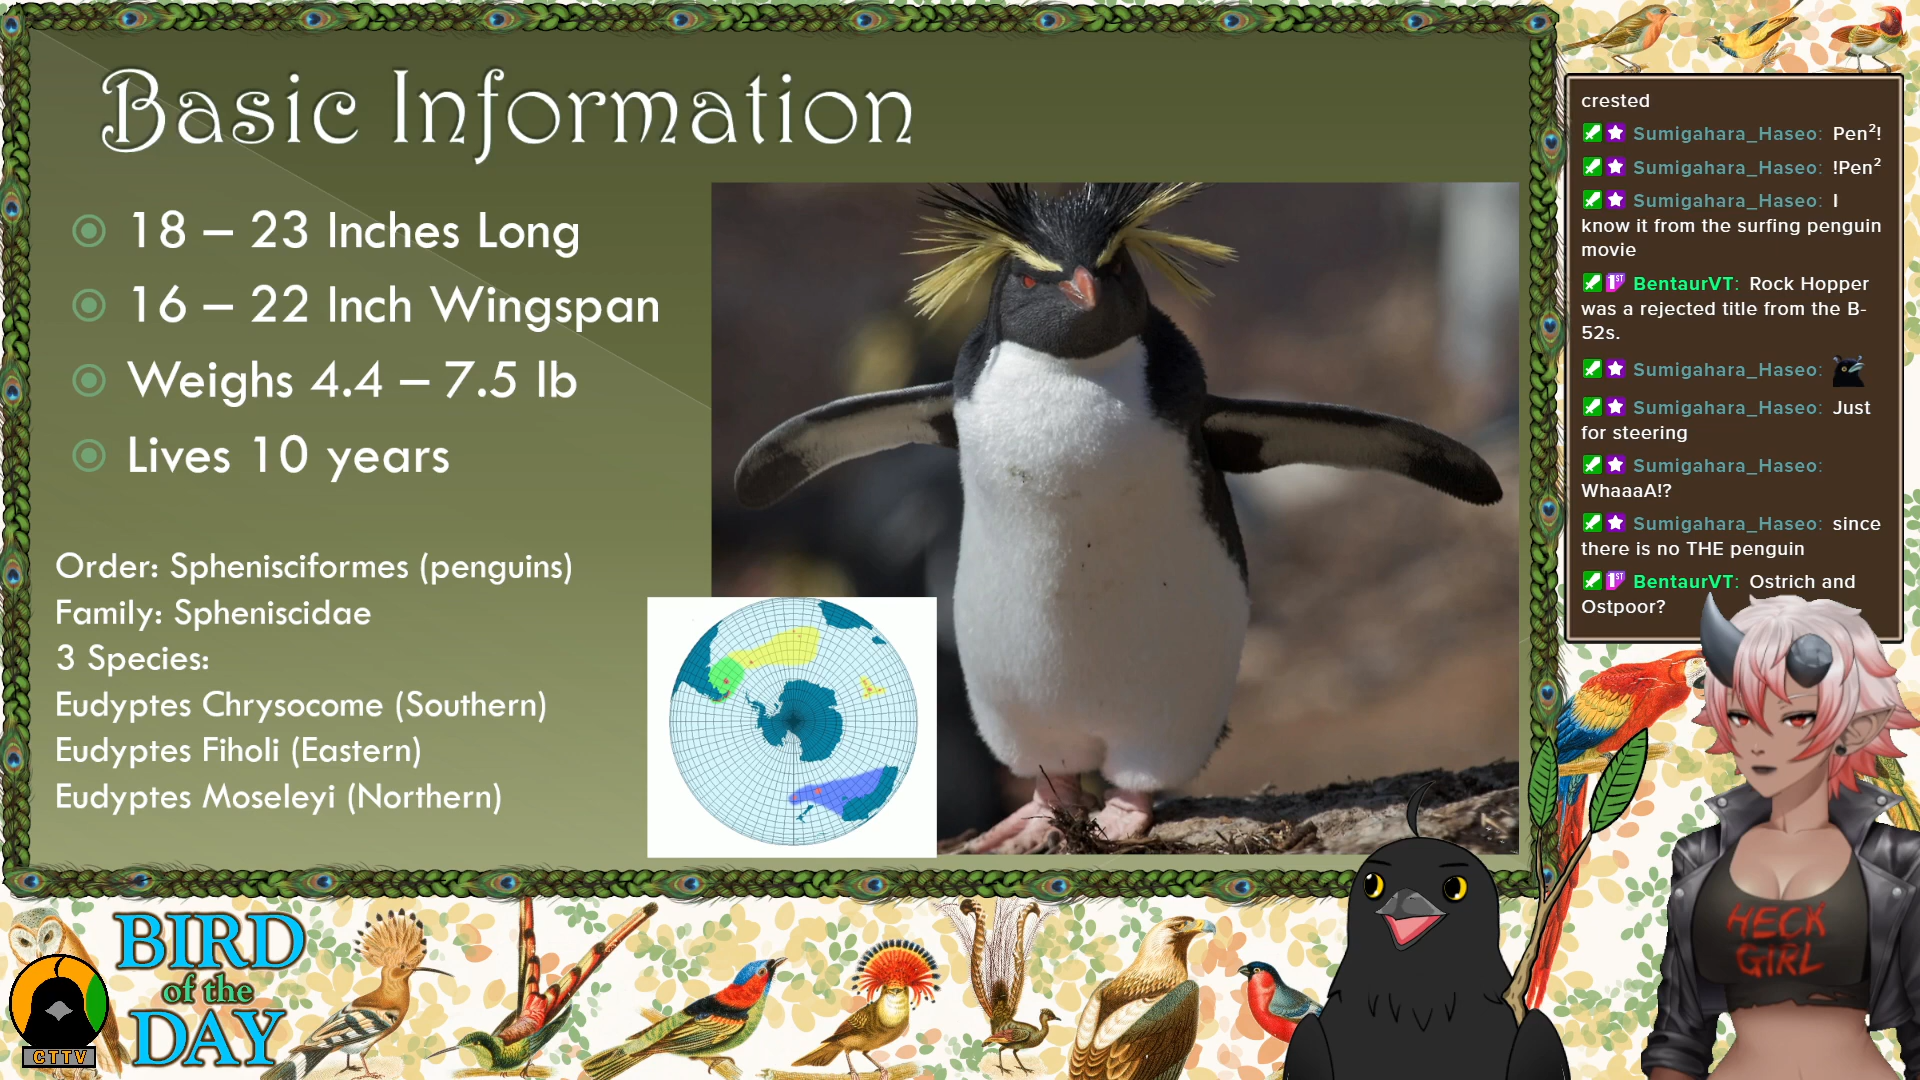 Basic Information
18 – 23 Inches Long
16 – 22 Inch Wingspan
Weighs 4.4 – 7.5 lb
Lives 10 years
Order: Sphenisciformes (penguins)
Family: Spheniscidae
3 Species:
Eudyptes Chrysocome (Southern)
Eudyptes Fiholi (Eastern)
Eudyptes Moseleyi (Northern)
crested
Sumigahara_Haseo: Pen²!
Sumigahara_Haseo: !Pen²
Sumigahara_Haseo: I
know it from the surfing penguin
movie
1ST BentaurVT: Rock Hopper
was a rejected title from the B-
52s.
Sumigahara_Haseo:
Sumigahara_Haseo: Just
for steering
Sumigahara_Haseo:
WhaaaA!?
Sumigahara_Haseo: since
there is no THE penguin
1ST BentaurVT: Ostrich and
Ostpoor?
HECK
GIRL
BIRD
of the
DAY
CTTV